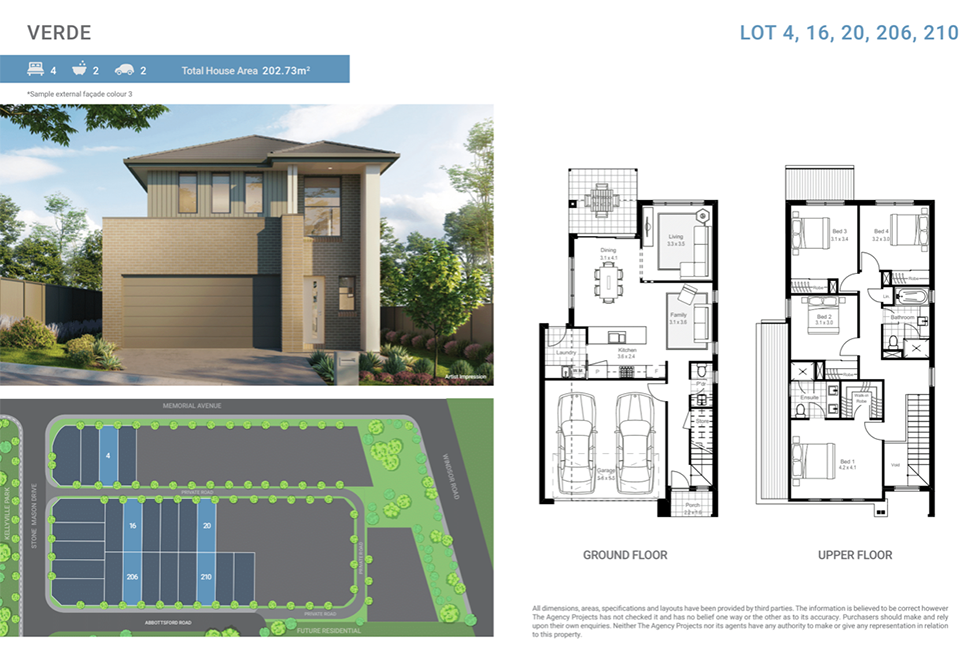 VERDE
LOT 4, 16, 20, 206, 210
4 2 2 Total House Area 202.73m²
*Sample external façade colour 3
Artist Impression
MEMORIAL AVENUE
4
WINDSOR ROAD
KELLYVILLE PARK
STONE MASON DRIVE
PRIVATE ROAD
16
20
206
210
PRIVATE ROAD
PRIVATE ROAD
ABBOTTSFORD ROAD
FUTURE RESIDENTIAL
Living
3.3 x 3.5
Dining
3.1 x 4.1
Family
3.1 x 3.6
Kitchen
3.6 x 2.4
Laundry
P
F
Pdr
Store
Garage
Porch
GROUND FLOOR
Bed 3
3.1 x 3.4
Bed 4
3.2 x 3.0
Robe
Robe
Lin
Bathroom
Bed 2
3.1 x 3.0
Robe
Ensuite
Walk-in
Robe
Bed 1
4.2 x 4.1
Void
UPPER FLOOR
All dimensions, areas, specifications and layouts have been provided by third parties. The information is believed to be correct however
The Agency Projects has not checked it and has no belief one way or the other as to its accuracy. Purchasers should make and rely
upon their own enquiries. Neither The Agency Projects nor its agents have any authority to make or give any representation in relation
to this property.